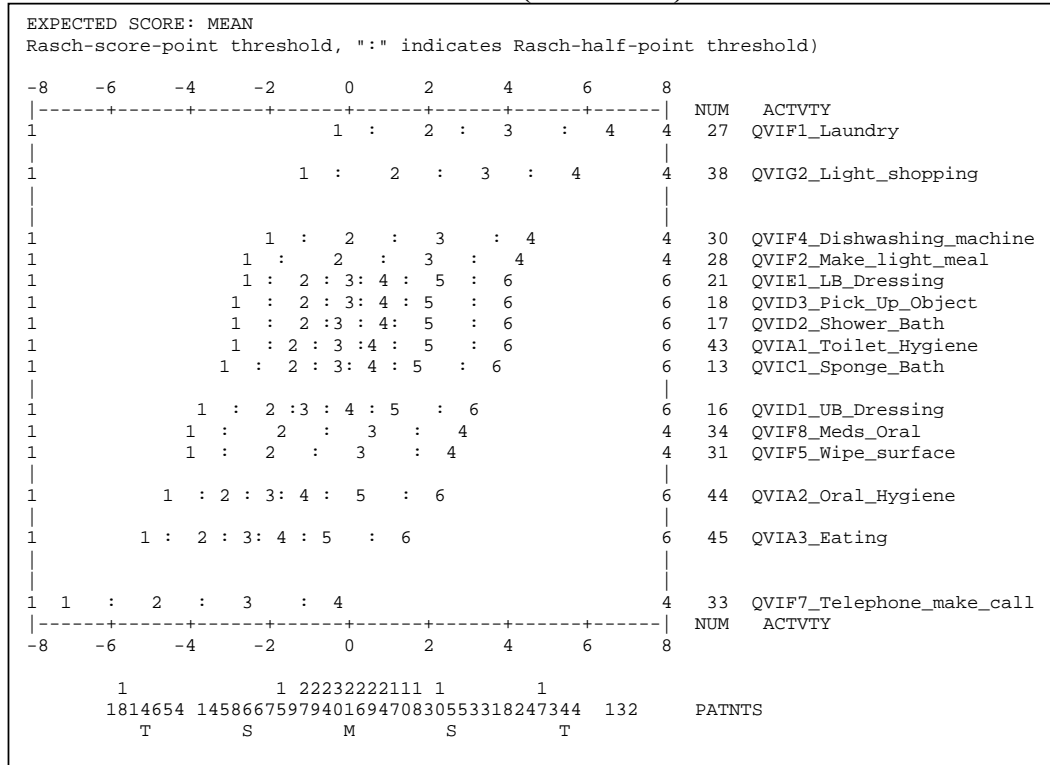 EXPECTED SCORE: MEAN
Rasch-score-point threshold, ":" indicates Rasch-half-point threshold)
-8     -6     -4     -2      0      2      4      6      8
|------+------+------+------+------+------+------+------|  NUM   ACTVTY
1                          1  :    2  :   3    :   4    4   27  QVIF1_Laundry
|                                                       |
1                       1  :    2   :   3   :   4       4   38  QVIG2_Light_shopping
|                                                       |
|                                                       |
1                    1  :   2   :   3    :  4           4   30  QVIF4_Dishwashing_machine
1                  1  :    2   :   3   :   4            4   28  QVIF2_Make_light_meal
1                  1 :  2 : 3: 4 :  5  :  6             6   21  QVIE1_LB_Dressing
1                 1  :  2 : 3: 4 : 5   :  6             6   18  QVID3_Pick_Up_Object
1                 1  :  2 :3 : 4:  5   :  6             6   17  QVID2_Shower_Bath
1                 1  : 2 : 3 :4:   5   :  6             6   43  QVIA1_Toilet_Hygiene
1                1  :  2 : 3: 4 : 5   :  6              6   13  QVIC1_Sponge_Bath
|                                                       |
1              1  :  2 :3 : 4 : 5   :  6                6   16  QVID1_UB_Dressing
1             1  :    2   :   3   :   4                 4   34  QVIF8_Meds_Oral
1             1  :   2   :   3    :  4                  4   31  QVIF5_Wipe_surface
|                                                       |
1           1  : 2 : 3: 4 :  5   :  6                   6   44  QVIA2_Oral_Hygiene
|                                                       |
1         1 :  2 : 3: 4 : 5   :  6                      6   45  QVIA3_Eating
|                                                       |
|                                                       |
1  1   :   2   :   3    :  4                            4   33  QVIF7_Telephone_make_call
|------+------+------+------+------+------+------+------|  NUM   ACTVTY
-8     -6     -4     -2      0      2      4      6      8
1             1 22232222111 1        1
1814654 145866759794016947083055331824 7344  132     PATNTS
T        S        M        S         T